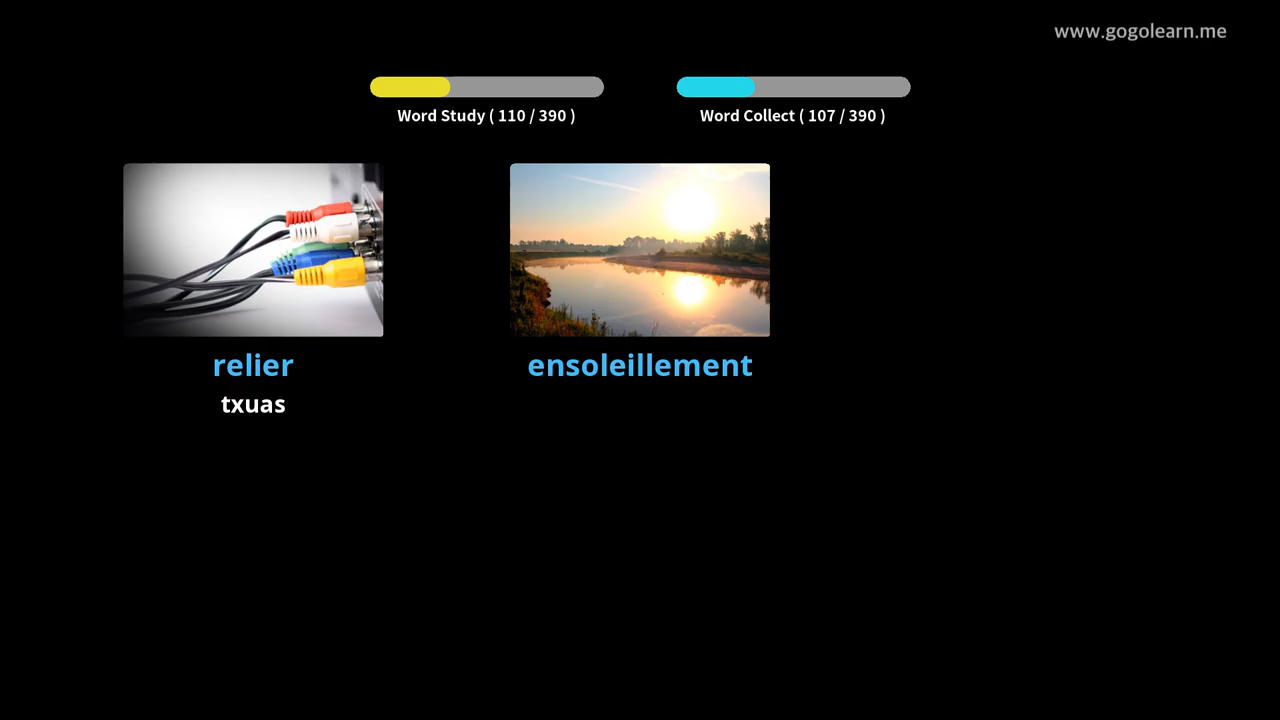 www.gogolearn.me
Word Study ( 110 / 390 )
Word Collect ( 107 / 390 )
relier
ensoleillement
txuas